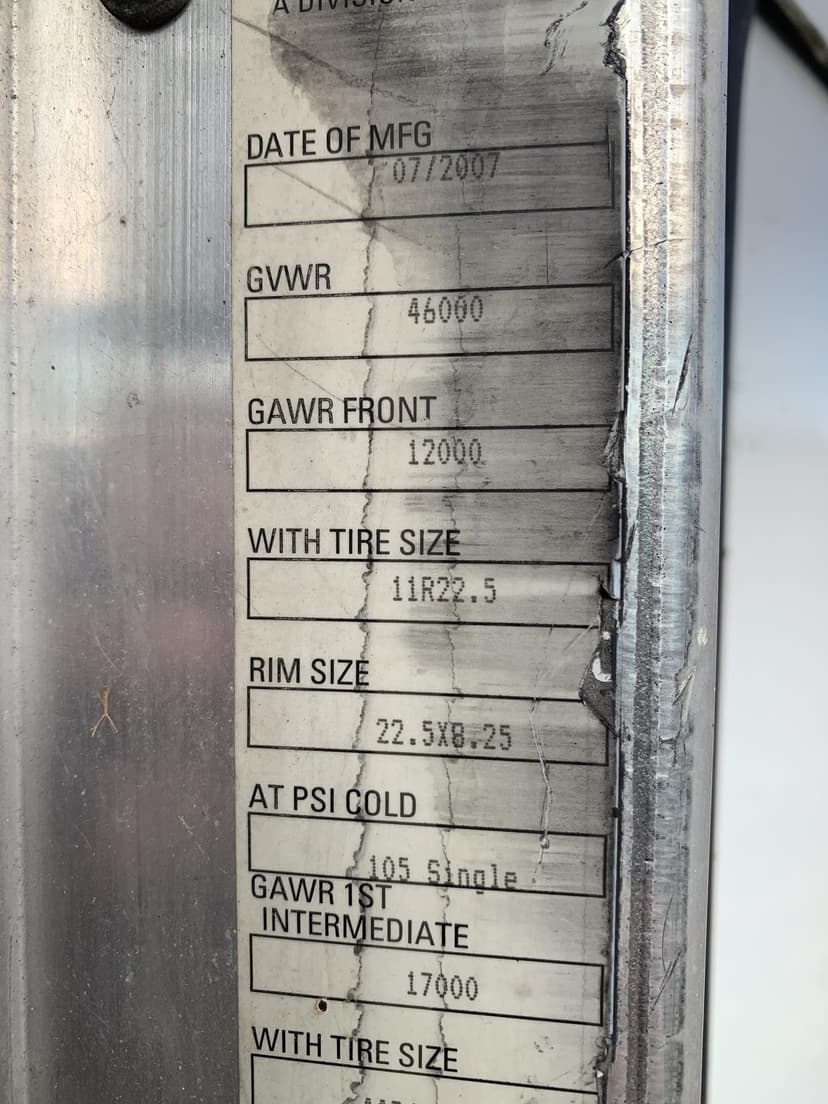 A DIVISION
DATE OF MFG
07/2007
GVWR
46000
GAWR FRONT
12000
WITH TIRE SIZE
11R22.5
RIM SIZE
22.5X8.25
AT PSI COLD
105 Single
GAWR 1ST
INTERMEDIATE
17000
WITH TIRE SIZE